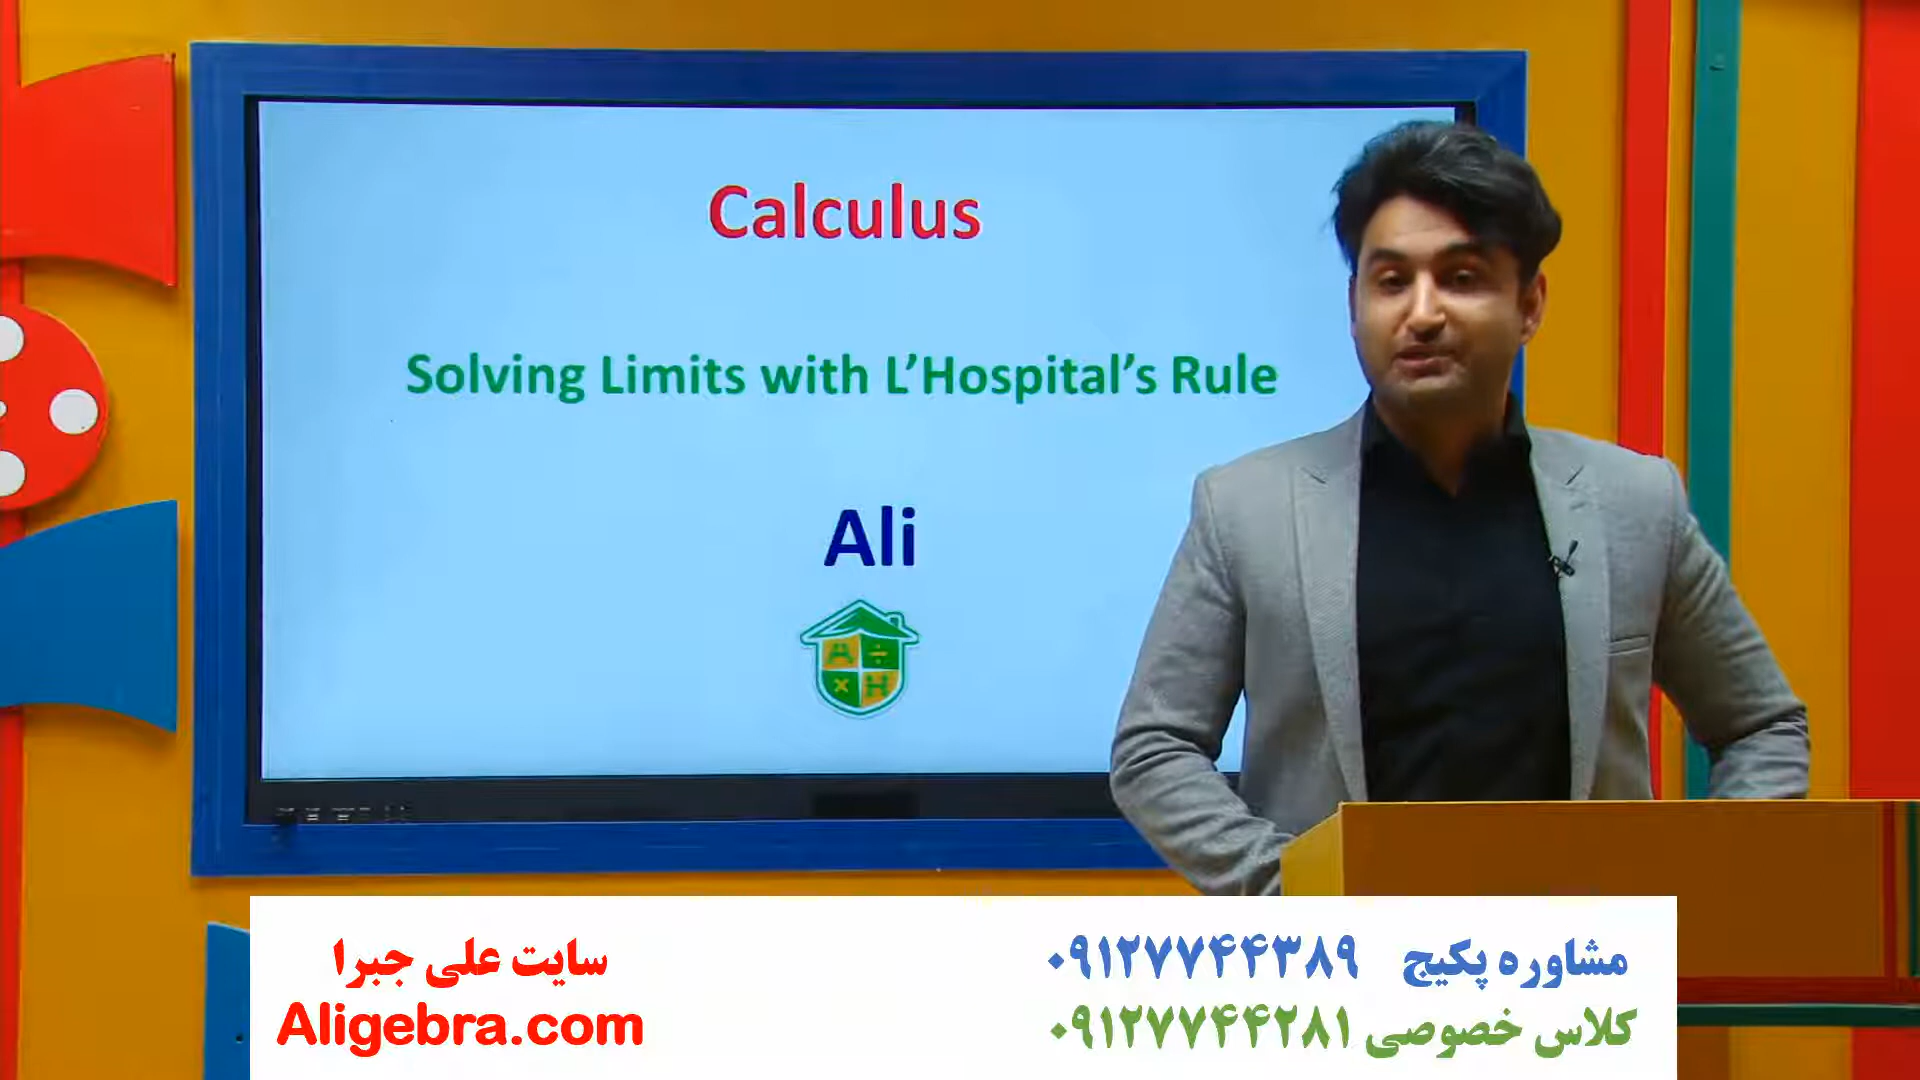 Calculus
Solving Limits with L’Hospital’s Rule
Ali
A ÷
× H
سایت علی جبرا
Aligebra.com
مشاوره پکیج ۰۹۱۲۷۷۴۴۳۸۹
کلاس خصوصی ۰۹۱۲۷۷۴۴۲۸۱